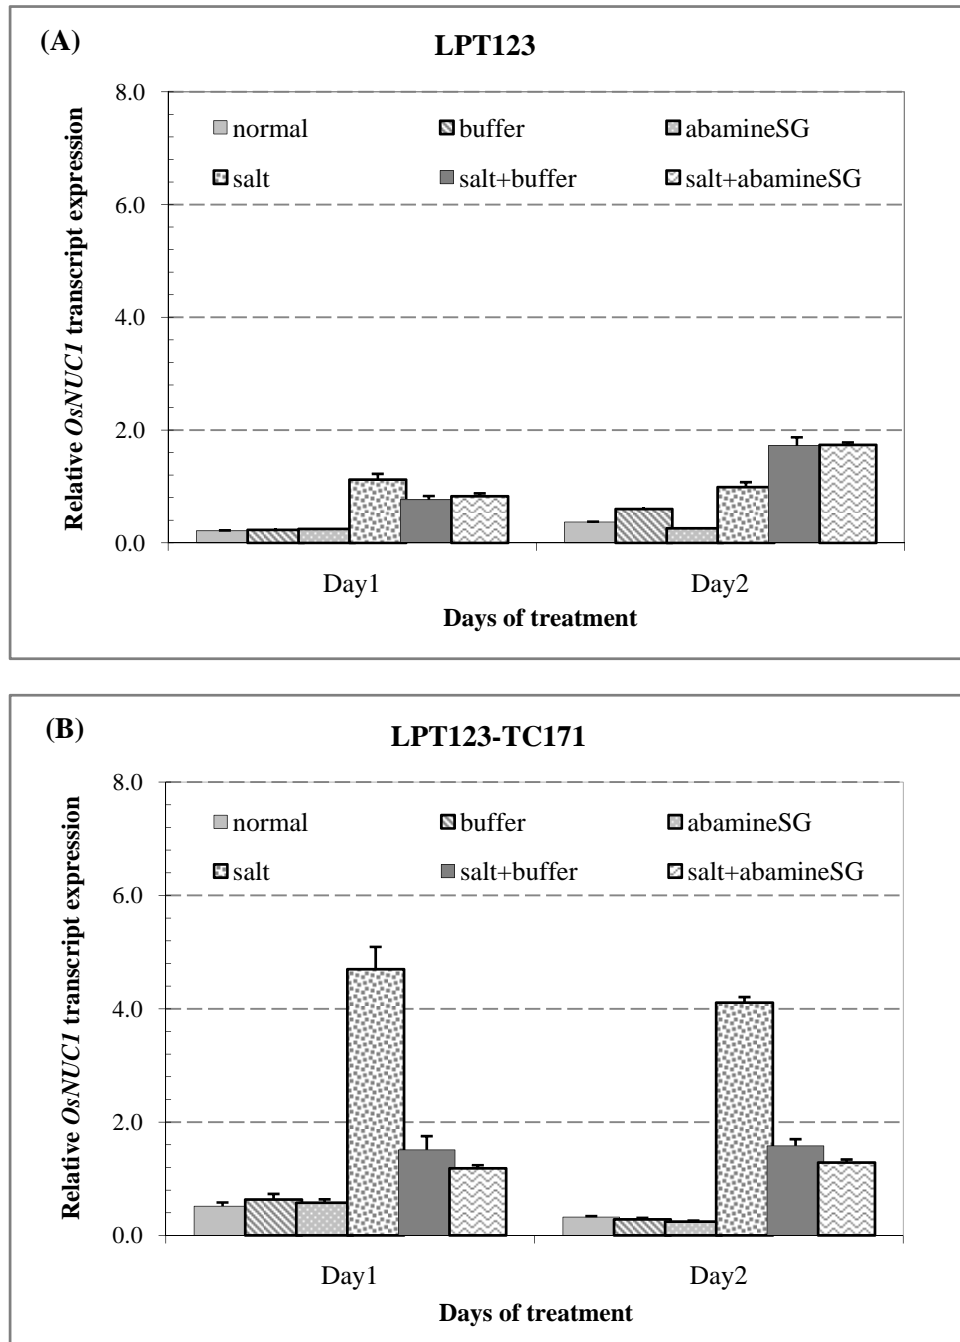 (A)
LPT123
Relative OsNUC1 transcript expression
8.0
6.0
4.0
2.0
0.0
normal
buffer
abamineSG
salt
salt+buffer
salt+abamineSG
Day1
Day2
Days of treatment
(B)
LPT123-TC171
Relative OsNUC1 transcript expression
8.0
6.0
4.0
2.0
0.0
normal
buffer
abamineSG
salt
salt+buffer
salt+abamineSG
Day1
Day2
Days of treatment